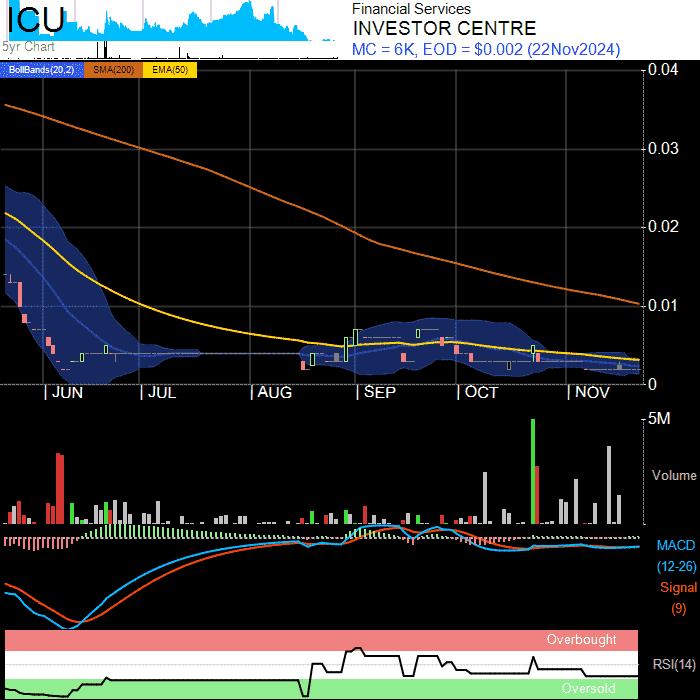 ICU
5yr Chart
Financial Services
INVESTOR CENTRE
MC = 6K, EOD = $0.002 (22Nov2024)
BollBands(20,2) SMA(200) EMA(50)
0.04
0.03
0.02
0.01
0
JUN JUL AUG SEP OCT NOV
5M
Volume
MACD
(12-26)
Signal
(9)
Overbought
RSI(14)
Oversold